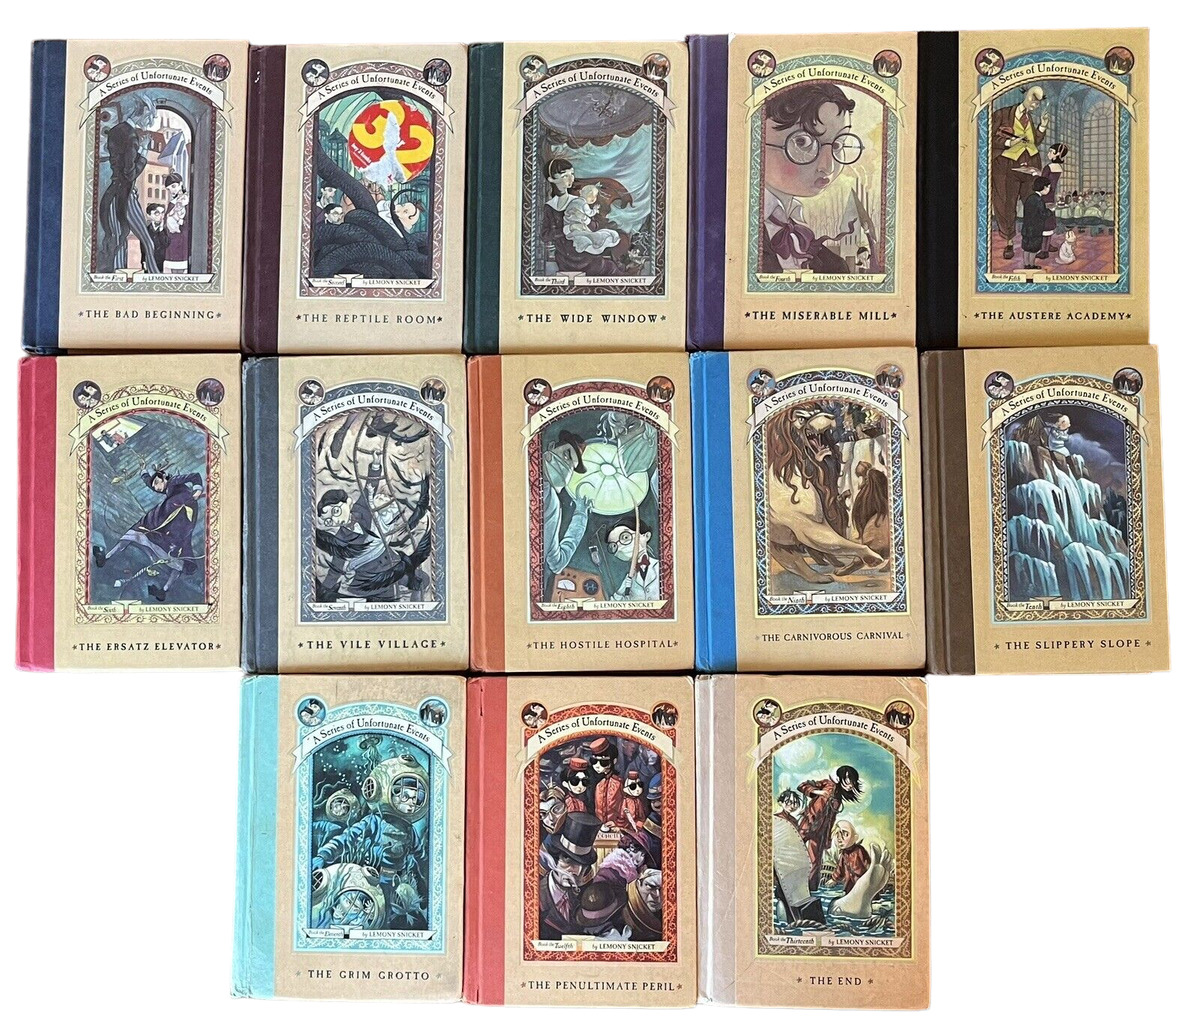 A Series of Unfortunate Events
Book the First
by LEMONY SNICKET
*THE BAD BEGINNING*
A Series of Unfortunate Events
Book the Second
by LEMONY SNICKET
*THE REPTILE ROOM*
A Series of Unfortunate Events
Book the Third
by LEMONY SNICKET
*THE WIDE WINDOW*
A Series of Unfortunate Events
Book the Fourth
by LEMONY SNICKET
*THE MISERABLE MILL*
A Series of Unfortunate Events
Book the Fifth
by LEMONY SNICKET
*THE AUSTERE ACADEMY*
A Series of Unfortunate Events
Book the Sixth
by LEMONY SNICKET
*THE ERSATZ ELEVATOR*
A Series of Unfortunate Events
Book the Seventh
by LEMONY SNICKET
*THE VILE VILLAGE*
A Series of Unfortunate Events
Book the Eighth
by LEMONY SNICKET
*THE HOSTILE HOSPITAL*
A Series of Unfortunate Events
Book the Ninth
by LEMONY SNICKET
*THE CARNIVOROUS CARNIVAL*
A Series of Unfortunate Events
Book the Tenth
by LEMONY SNICKET
* THE SLIPPERY SLOPE *
A Series of Unfortunate Events
Book the Eleventh
by LEMONY SNICKET
* THE GRIM GROTTO *
A Series of Unfortunate Events
Book the Twelfth
by LEMONY SNICKET
*THE PENULTIMATE PERIL*
A Series of Unfortunate Events
Book the Thirteenth
by LEMONY SNICKET
* THE END *